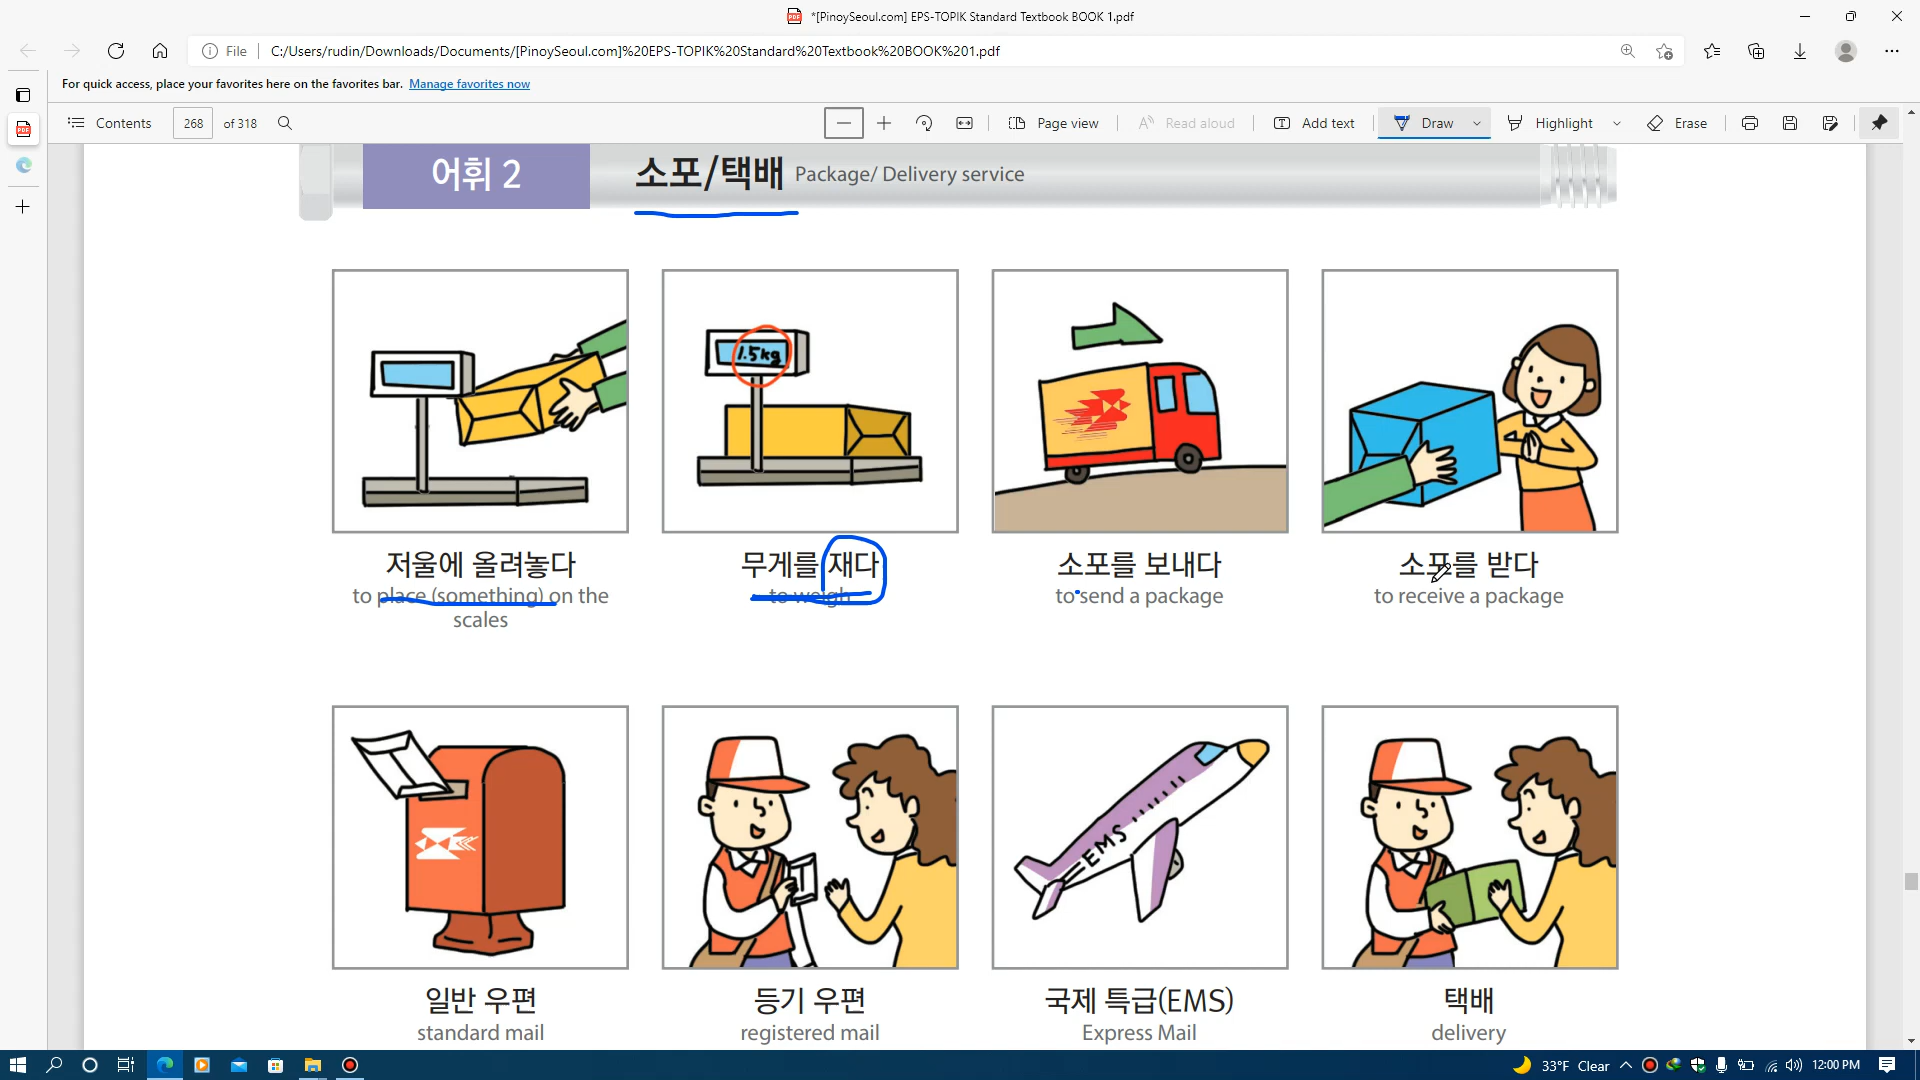 *[PinoySeoul.com] EPS-TOPIK Standard Textbook BOOK 1.pdf
File
C:/Users/rudin/Downloads/Documents/[PinoySeoul.com]%20EPS-TOPIK%20Standard%20Textbook%20BOOK%201.pdf
For quick access, place your favorites here on the favorites bar. Manage favorites now
Contents 268 of 318 Page view Read aloud Add text Draw Highlight Erase
어휘 2 소포/택배 Package/ Delivery service
1.5kg
저울에 올려놓다 무게를 재다 소포를 보내다 소포를 받다
to place (something) on the to weigh to send a package to receive a package
scales
EMS
일반 우편 등기 우편 국제 특급(EMS) 택배
standard mail registered mail Express Mail delivery
33°F Clear 12:00 PM